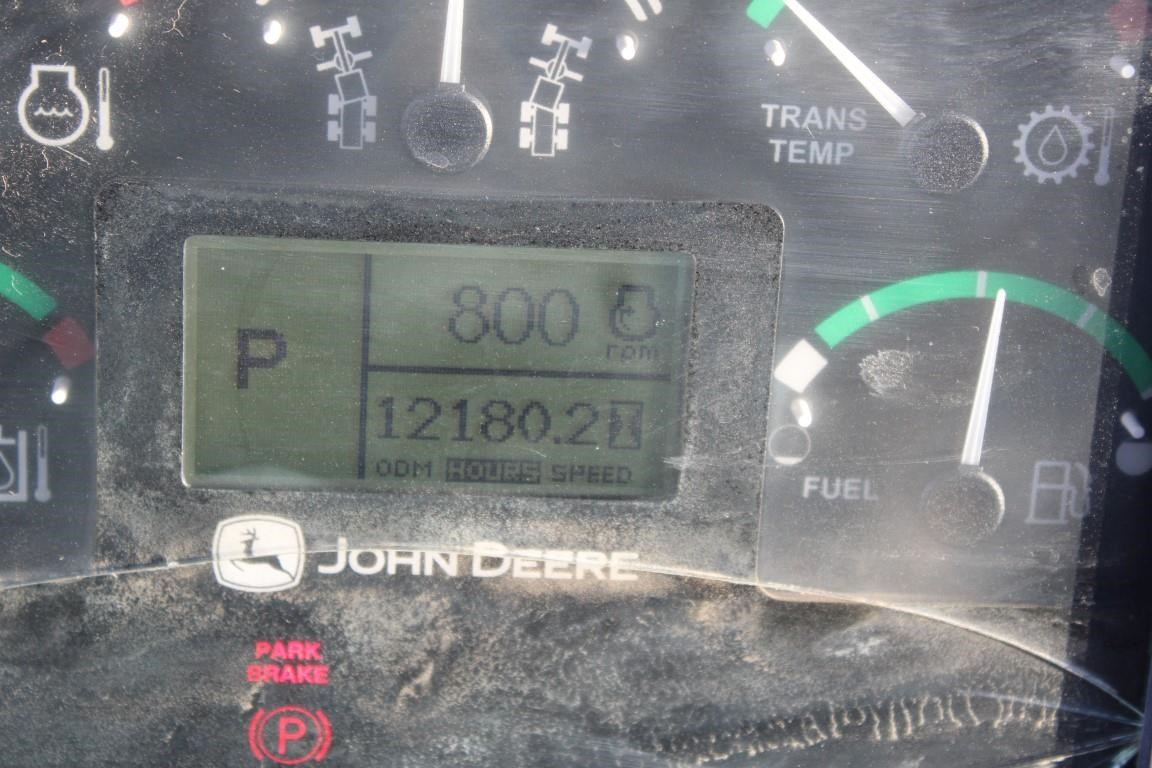 TRANS
TEMP
P
800
rpm
12180.2
ODM HOURS SPEED
FUEL
JOHN DEERE
PARK
BRAKE
P